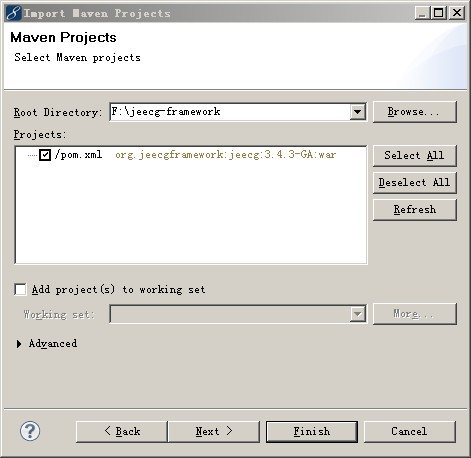 Import Maven Projects
Maven Projects
Select Maven projects
Root Directory: F:\jeecg-framework Browse...
Projects:
/pom.xml org.jeecgframework:jeecg:3.4.3-GA:war
Select All
Deselect All
Refresh
Add project(s) to working set
Working set: More...
Advanced
? < Back Next > Finish Cancel